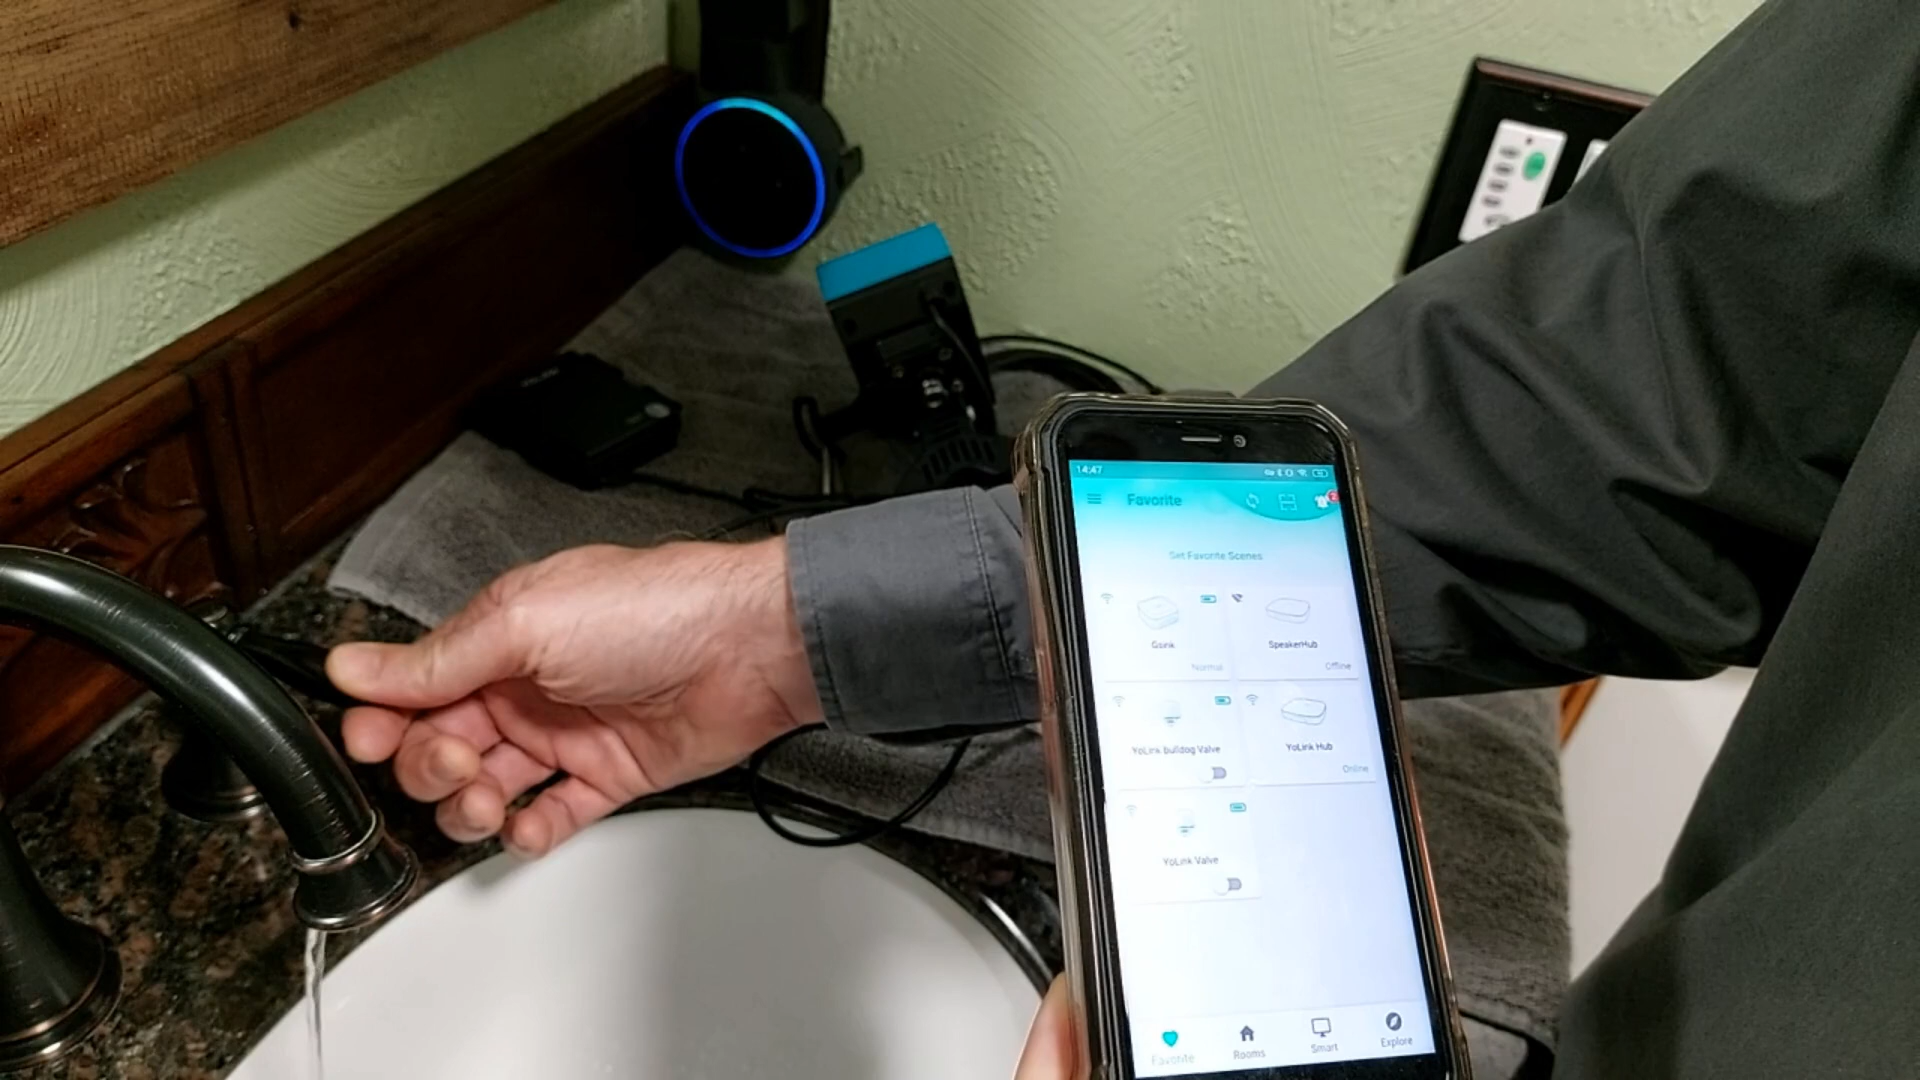 14:47
Favorite
2
Set Favorite Scenes
Gsink
Normal
SpeakerHub
Offline
YoLink bulldog Valve
YoLink Hub
Online
YoLink Valve
Favorite
Rooms
Smart
Explore